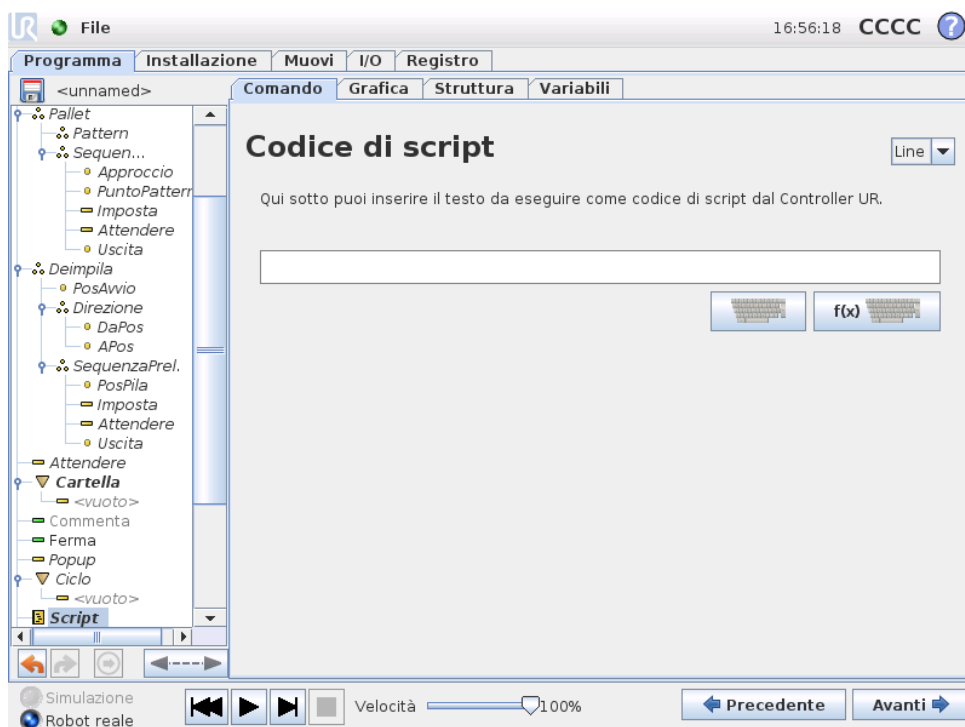 UR File 16:56:18 CCCC ?
Programma Installazione Muovi I/O Registro
<unnamed> Comando Grafica Struttura Variabili
Pallet
Pattern
Sequen...
Approccio
PuntoPattern
Imposta
Attendere
Uscita
Deimpila
PosAvvio
Direzione
DaPos
APos
SequenzaPrel.
PosPila
Imposta
Attendere
Uscita
Attendere
Cartella
<vuoto>
Commenta
Ferma
Popup
Ciclo
<vuoto>
Script
Codice di script
Line
Qui sotto puoi inserire il testo da eseguire come codice di script dal Controller UR.
f(x)
Simulazione
Robot reale
Velocità 100%
Precedente Avanti